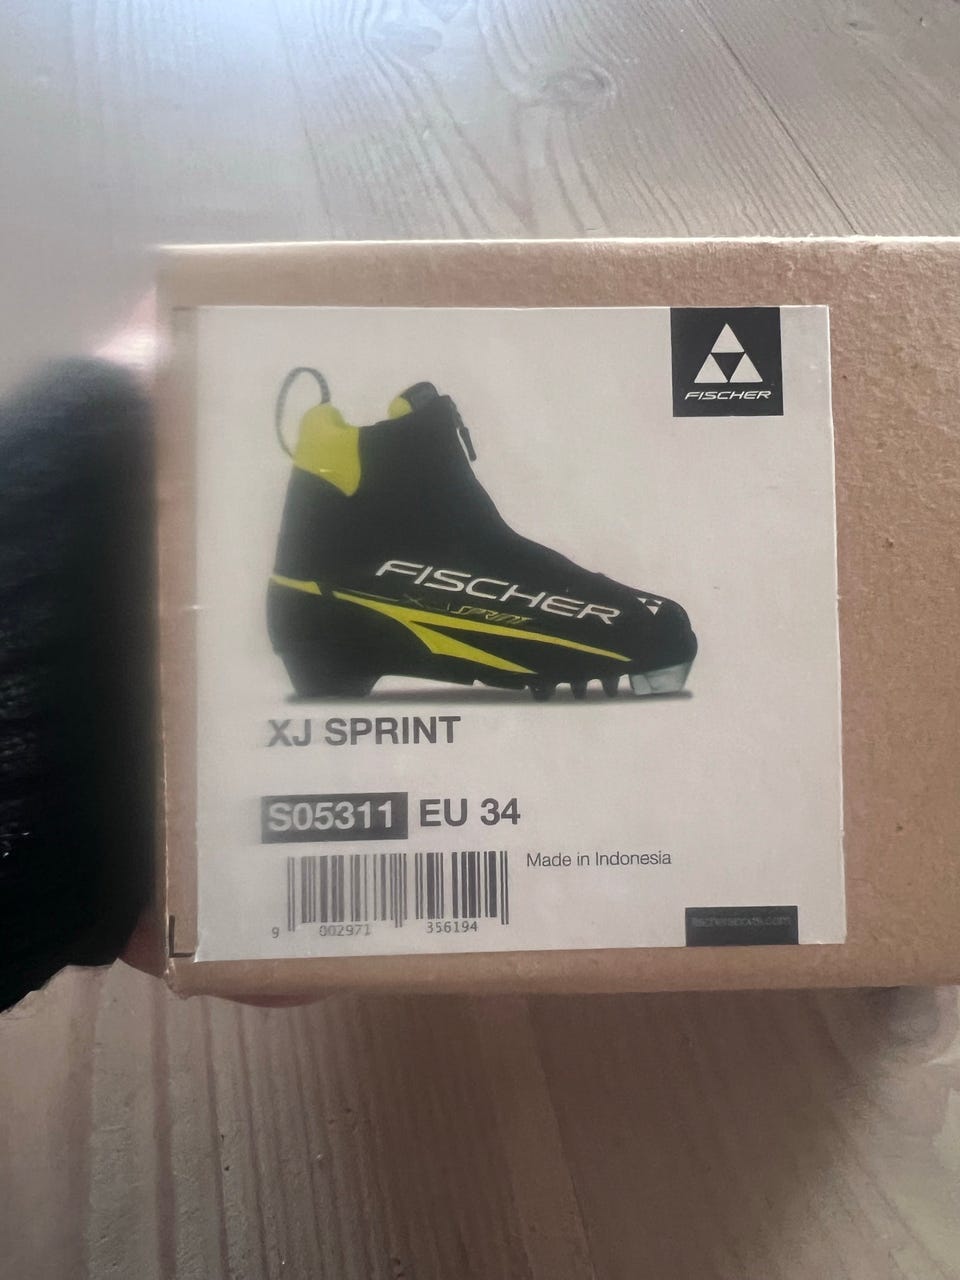 FISCHER
FISCHER
SPRINT
XJ SPRINT
S05311 EU 34
Made in Indonesia
9 002971 356194